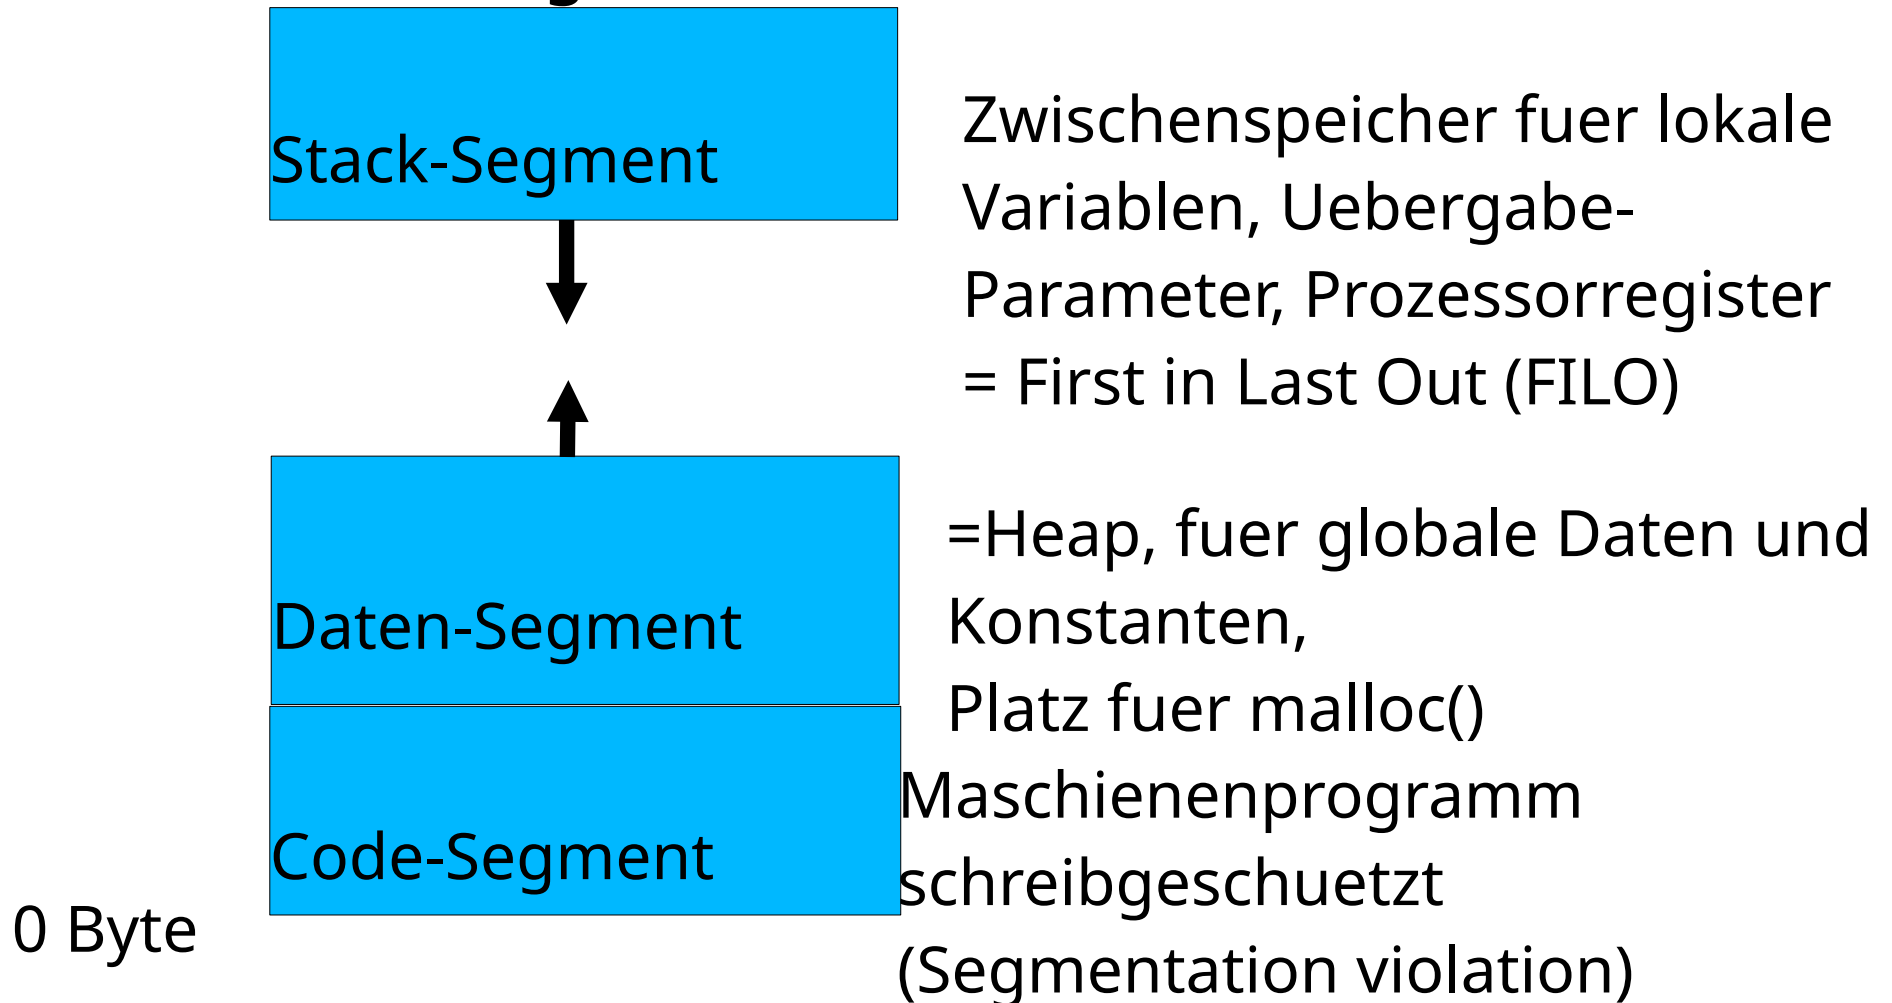 Stack-Segment
Zwischenspeicher fuer lokale
Variablen, Uebergabe-
Parameter, Prozessorregister
= First in Last Out (FILO)
Daten-Segment
=Heap, fuer globale Daten und
Konstanten,
Platz fuer malloc()
Code-Segment
Maschienenprogramm
schreibgeschuetzt
(Segmentation violation)
0 Byte